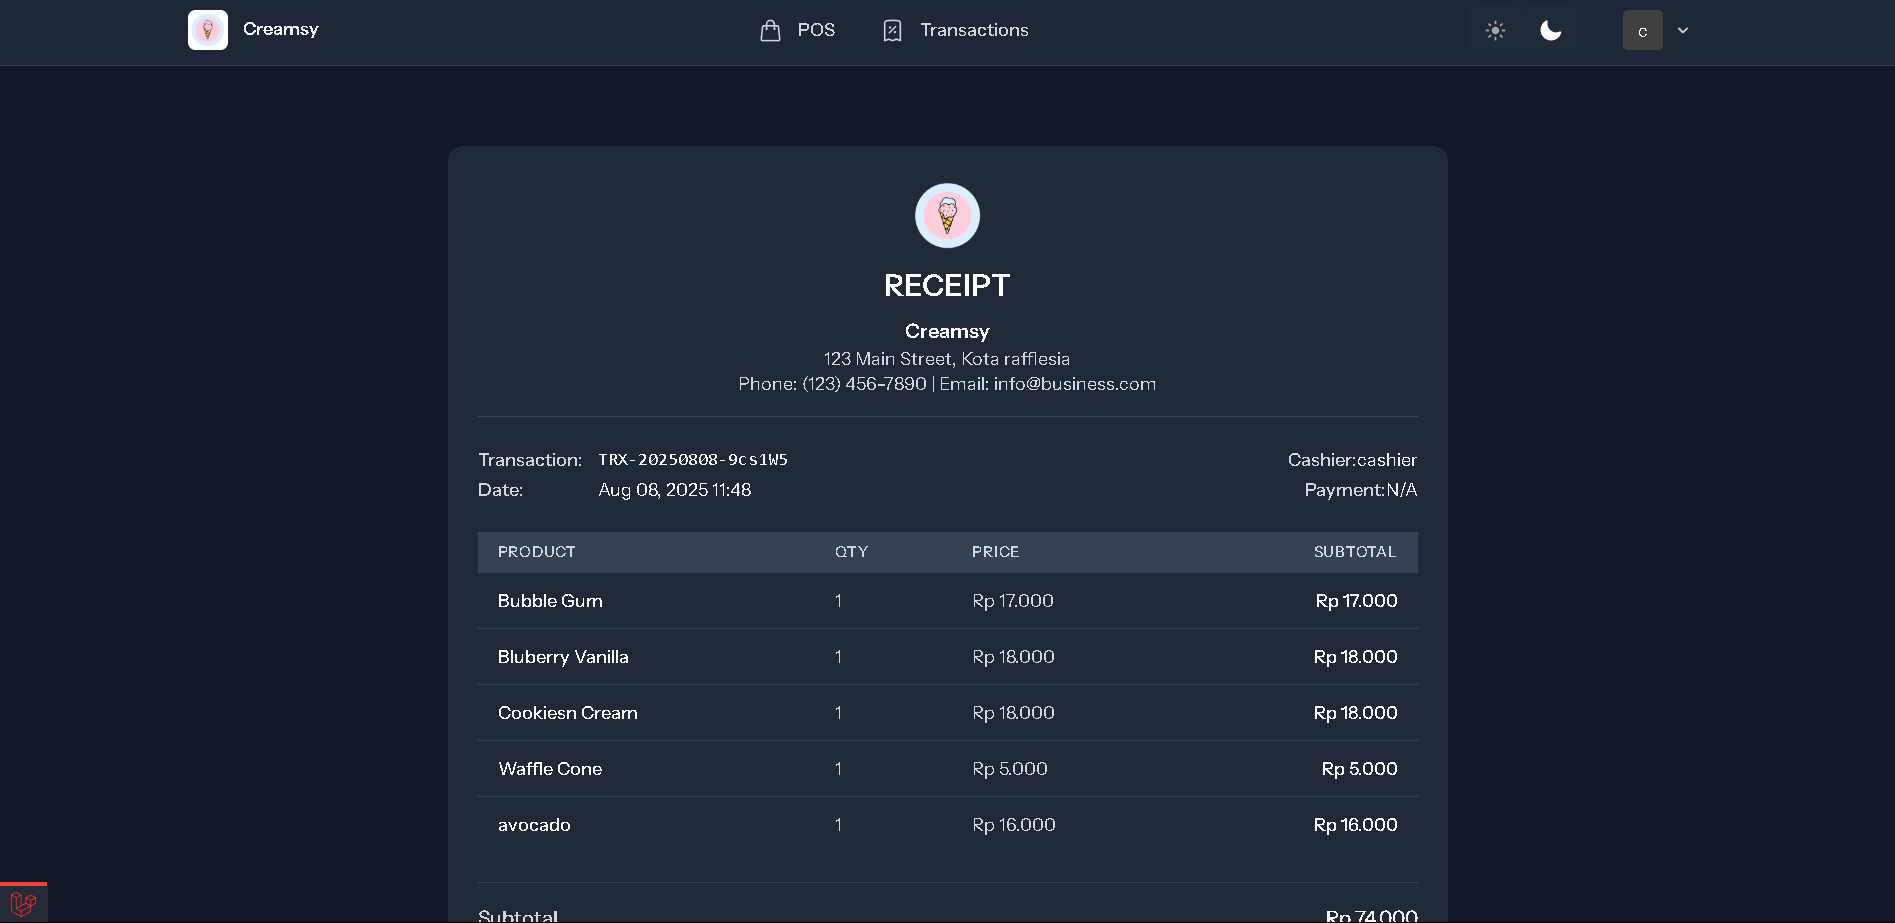 Creamsy POS Transactions c
RECEIPT
Creamsy
123 Main Street, Kota rafflesia
Phone: (123) 456-7890 | Email: info@business.com
Transaction: TRX-20250808-9cs1W5 Cashier:cashier
Date: Aug 08, 2025 11:48 Payment:N/A
PRODUCT QTY PRICE SUBTOTAL
Bubble Gum 1 Rp 17.000 Rp 17.000
Bluberry Vanilla 1 Rp 18.000 Rp 18.000
Cookiesn Cream 1 Rp 18.000 Rp 18.000
Waffle Cone 1 Rp 5.000 Rp 5.000
avocado 1 Rp 16.000 Rp 16.000
Subtotal Rp 74.000